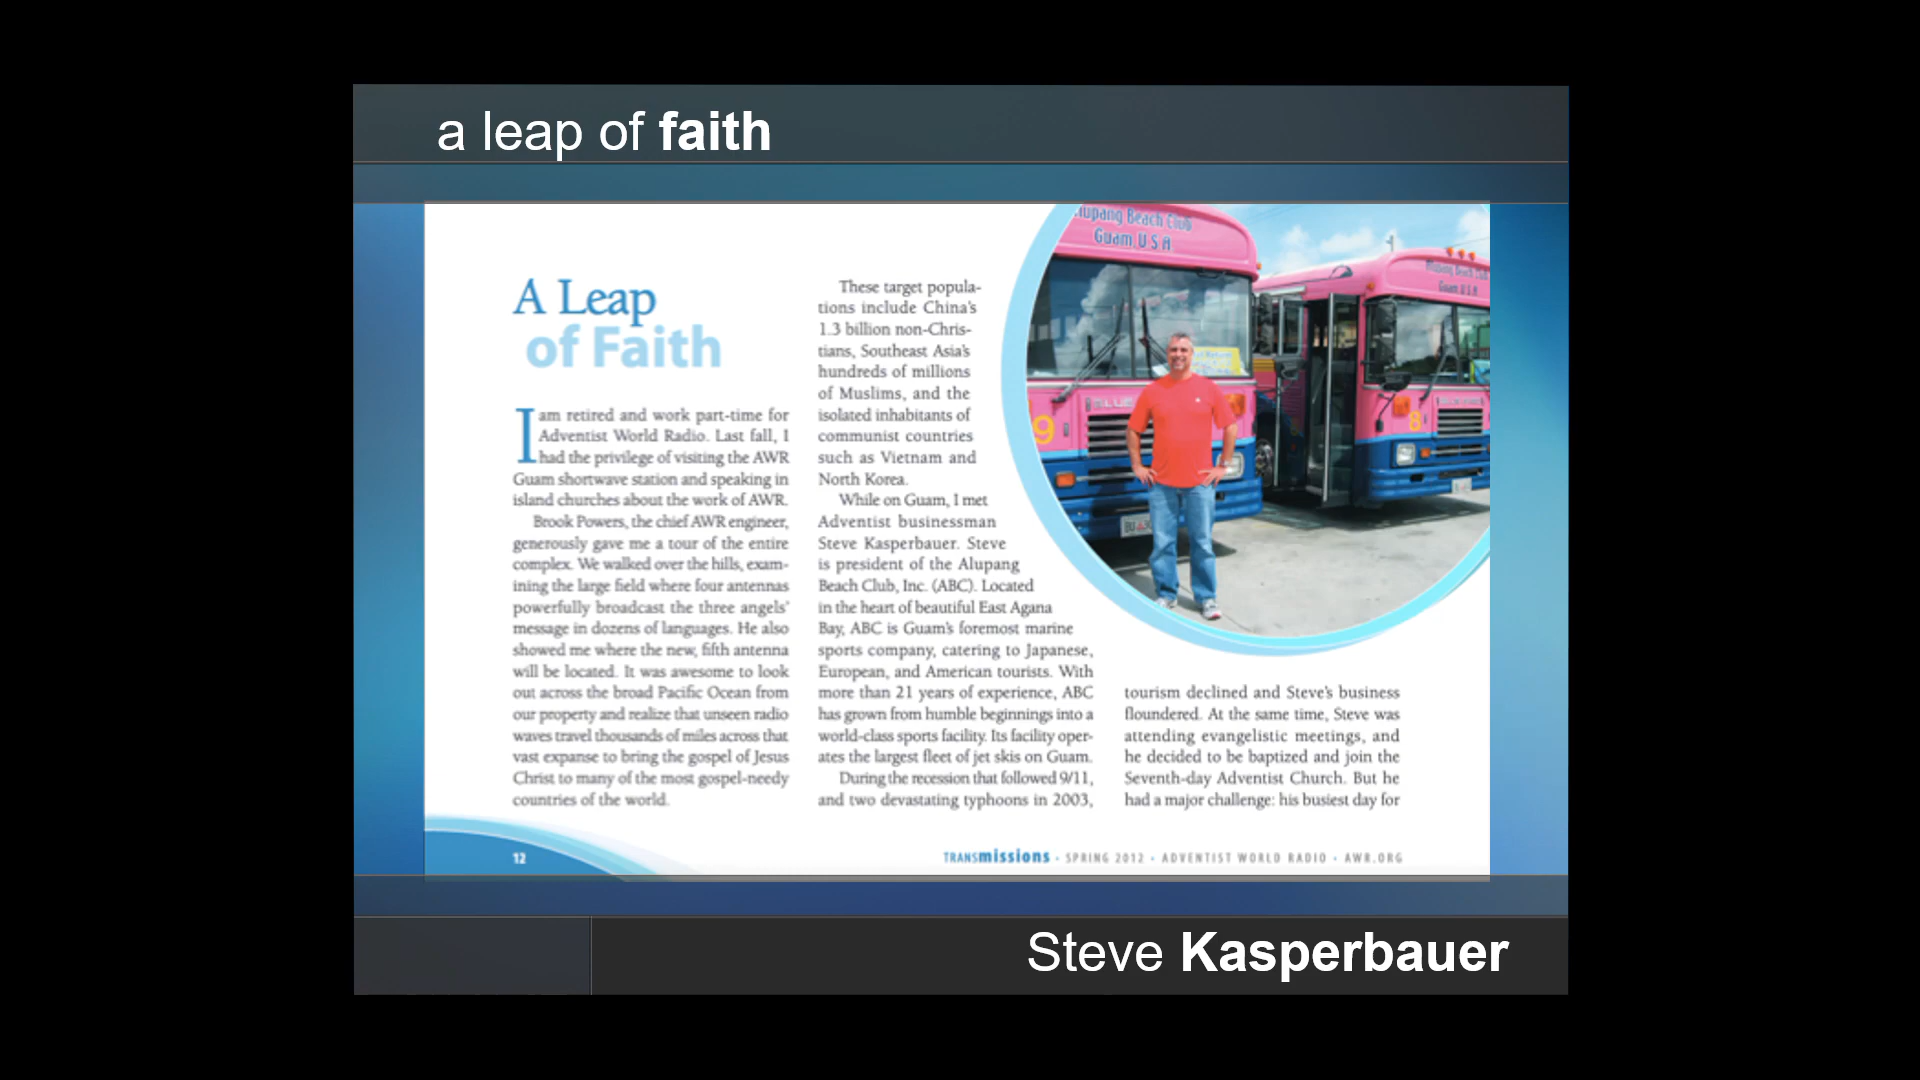 a leap of faith
A Leap
of Faith
I am retired and work part-time for
Adventist World Radio. Last fall, I
had the privilege of visiting the AWR
Guam shortwave station and speaking in
island churches about the work of AWR.
Brook Powers, the chief AWR engineer,
generously gave me a tour of the entire
complex. We walked over the hills, exam-
ining the large field where four antennas
powerfully broadcast the three angels'
message in dozens of languages. He also
showed me where the new, fifth antenna
will be located. It was awesome to look
out across the broad Pacific Ocean from
our property and realize that unseen radio
waves travel thousands of miles across that
vast expanse to bring the gospel of Jesus
Christ to many of the most gospel-needy
countries of the world.
These target popula-
tions include China's
1.3 billion non-Chris-
tians, Southeast Asia's
hundreds of millions
of Muslims, and the
isolated inhabitants of
communist countries
such as Vietnam and
North Korea.
While on Guam, I met
Adventist businessman
Steve Kasperbauer. Steve
is president of the Alupang
Beach Club, Inc. (ABC). Located
in the heart of beautiful East Agana
Bay, ABC is Guam's foremost marine
sports company, catering to Japanese,
European, and American tourists. With
more than 21 years of experience, ABC
has grown from humble beginnings into a
world-class sports facility. Its facility oper-
ates the largest fleet of jet skis on Guam.
During the recession that followed 9/11,
and two devastating typhoons in 2003,
Alupang Beach Club
Guam U S A
Alupang Beach Club
Guam U S A
9
8
tourism declined and Steve's business
floundered. At the same time, Steve was
attending evangelistic meetings, and
he decided to be baptized and join the
Seventh-day Adventist Church. But he
had a major challenge: his busiest day for
12
TRANSmissions • SPRING 2012 • ADVENTIST WORLD RADIO • AWR.ORG
Steve Kasperbauer